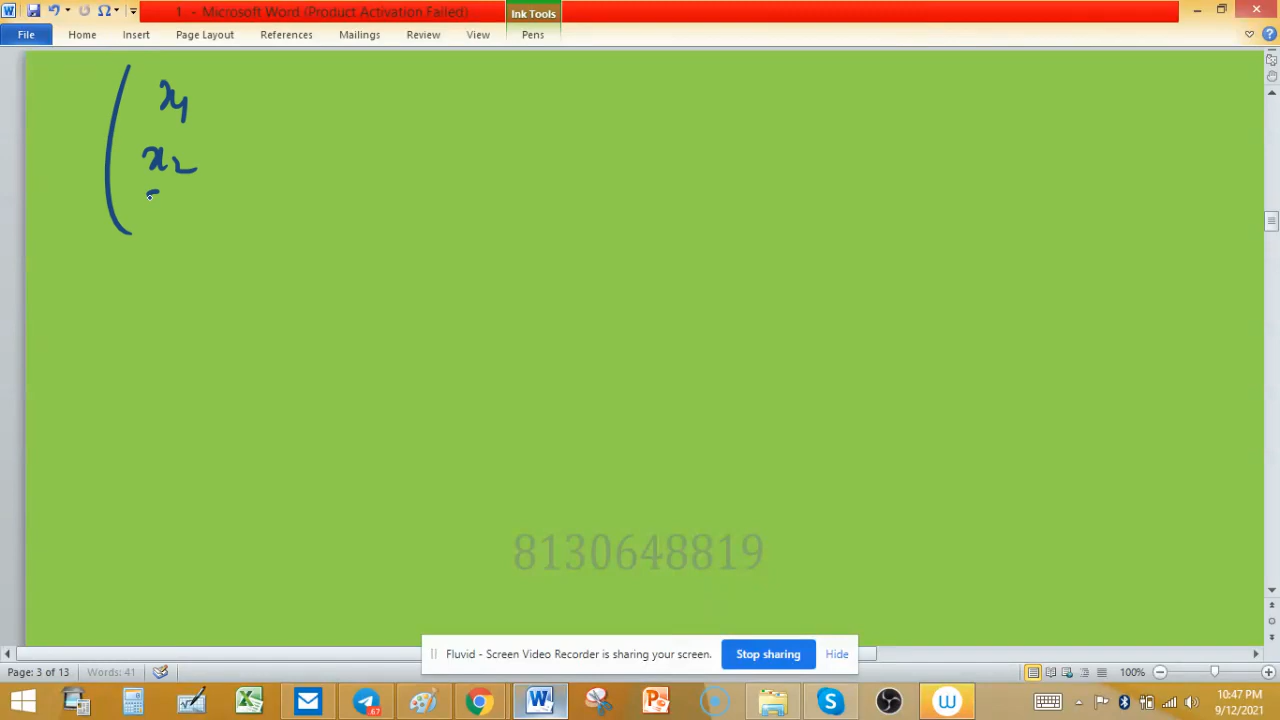 1 - Microsoft Word (Product Activation Failed)
Ink Tools
File Home Insert Page Layout References Mailings Review View Pens
x1
x2
8130648819
Fluvid - Screen Video Recorder is sharing your screen. Stop sharing Hide
Page: 3 of 13 Words: 41 100%
67
10:47 PM
9/12/2021